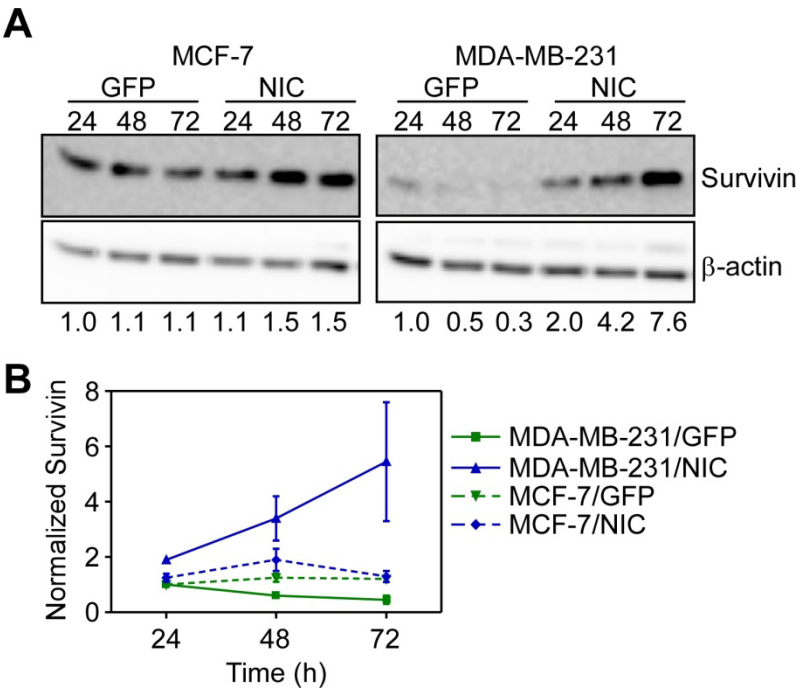 A
MCF-7 MDA-MB-231
GFP NIC GFP NIC
24 48 72 24 48 72 24 48 72 24 48 72
Survivin
β-actin
1.0 1.1 1.1 1.1 1.5 1.5 1.0 0.5 0.3 2.0 4.2 7.6
B
Normalized Survivin
8
6
4
2
0
24 48 72
Time (h)
MDA-MB-231/GFP
MDA-MB-231/NIC
MCF-7/GFP
MCF-7/NIC